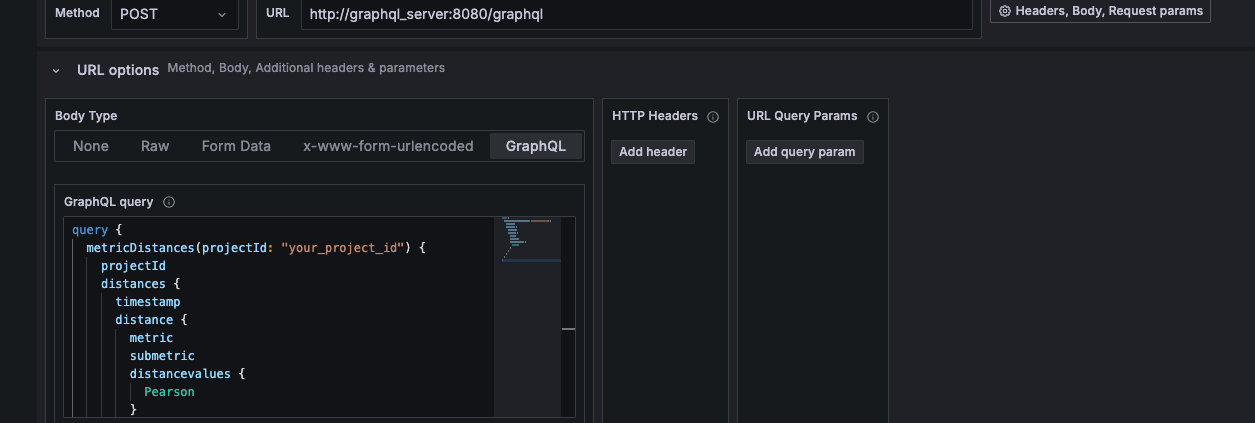 Method POST URL http://graphql_server:8080/graphql Headers, Body, Request params
URL options Method, Body, Additional headers & parameters
Body Type HTTP Headers URL Query Params
None Raw Form Data x-www-form-urlencoded GraphQL Add header Add query param
GraphQL query
query {
metricDistances(projectId: "your_project_id") {
projectId
distances {
timestamp
distance {
metric
submetric
distancevalues {
Pearson
}